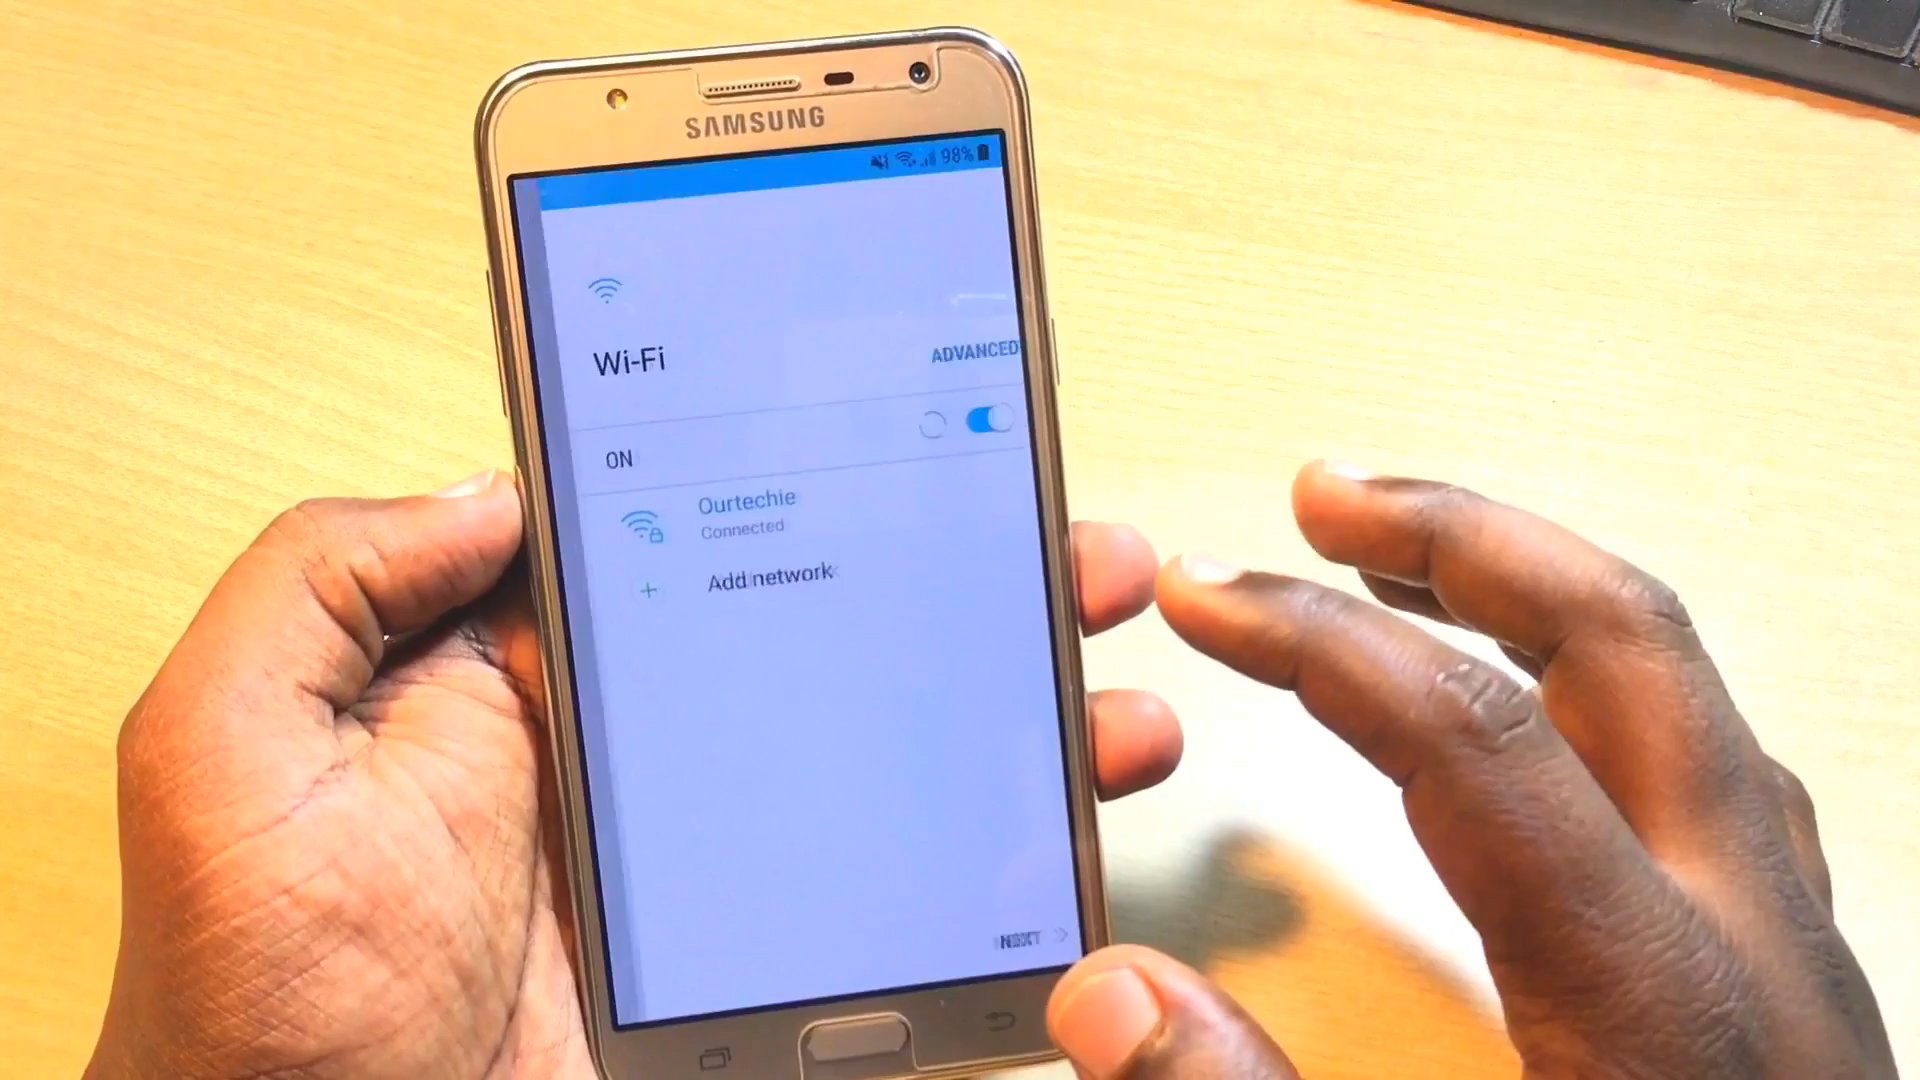 SAMSUNG
98%
Wi-Fi
ADVANCED
ON
Ourtechie
Connected
Add network
NEXT